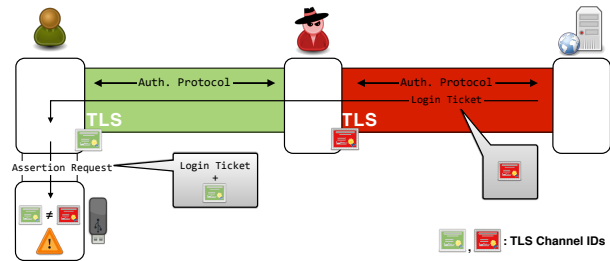 Auth. Protocol
Auth. Protocol
Login Ticket
TLS
TLS
Assertion Request
Login Ticket
+
≠
!
, : TLS Channel IDs